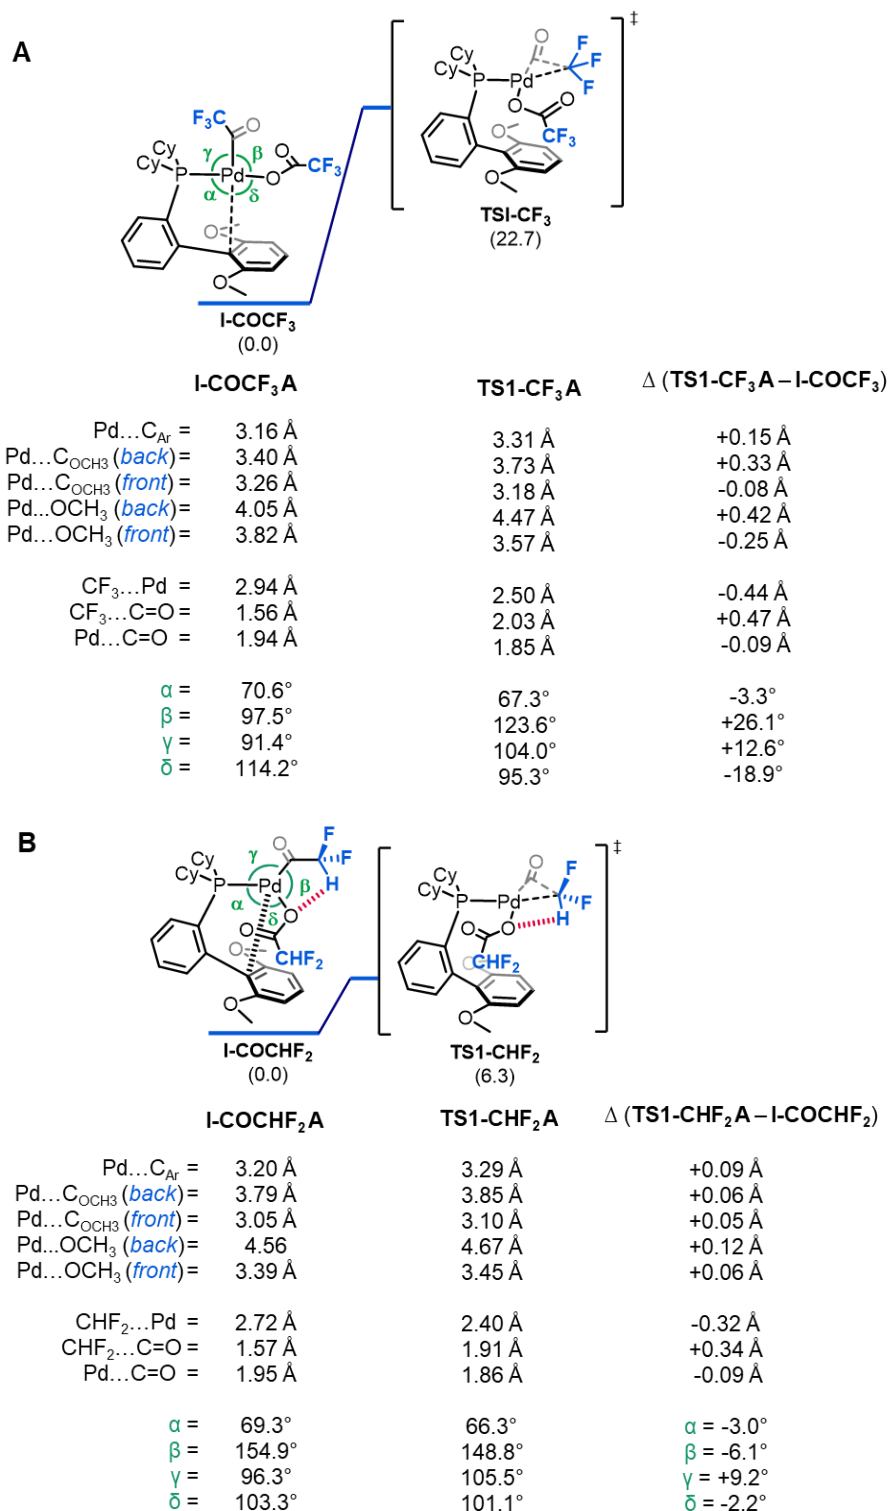 A
‡
O
F
F
F
Cy
Cy
P
Pd
O
O
CF3
O
O
TSI-CF3
(22.7)
F3C
O
γ
β
Cy
Cy
P
Pd
O
O
CF3
α
δ
O
O
I-COCF3
(0.0)
I-COCF3A TS1-CF3A Δ (TS1-CF3A – I-COCF3)
Pd…CAr = 3.16 Å 3.31 Å +0.15 Å
Pd…COCH3 (back)= 3.40 Å 3.73 Å +0.33 Å
Pd…COCH3 (front)= 3.26 Å 3.18 Å -0.08 Å
Pd...OCH3 (back)= 4.05 Å 4.47 Å +0.42 Å
Pd…OCH3 (front)= 3.82 Å 3.57 Å -0.25 Å
CF3…Pd = 2.94 Å 2.50 Å -0.44 Å
CF3…C=O = 1.56 Å 2.03 Å +0.47 Å
Pd…C=O = 1.94 Å 1.85 Å -0.09 Å
α = 70.6° 67.3° -3.3°
β = 97.5° 123.6° +26.1°
γ = 91.4° 104.0° +12.6°
δ = 114.2° 95.3° -18.9°
B
‡
O
F
F
H
γ
β
Cy
Cy
P
Pd
α
δ
O
O
CHF2
O
O
I-COCHF2
(0.0)
O
F
F
H
Cy
Cy
P
Pd
O
O
CHF2
O
O
TS1-CHF2
(6.3)
I-COCHF2A TS1-CHF2A Δ (TS1-CHF2A – I-COCHF2)
Pd…CAr = 3.20 Å 3.29 Å +0.09 Å
Pd…COCH3 (back)= 3.79 Å 3.85 Å +0.06 Å
Pd…COCH3 (front)= 3.05 Å 3.10 Å +0.05 Å
Pd...OCH3 (back)= 4.56 4.67 Å +0.12 Å
Pd…OCH3 (front)= 3.39 Å 3.45 Å +0.06 Å
CHF2…Pd = 2.72 Å 2.40 Å -0.32 Å
CHF2…C=O = 1.57 Å 1.91 Å +0.34 Å
Pd…C=O = 1.95 Å 1.86 Å -0.09 Å
α = 69.3° 66.3° α = -3.0°
β = 154.9° 148.8° β = -6.1°
γ = 96.3° 105.5° γ = +9.2°
δ = 103.3° 101.1° δ = -2.2°